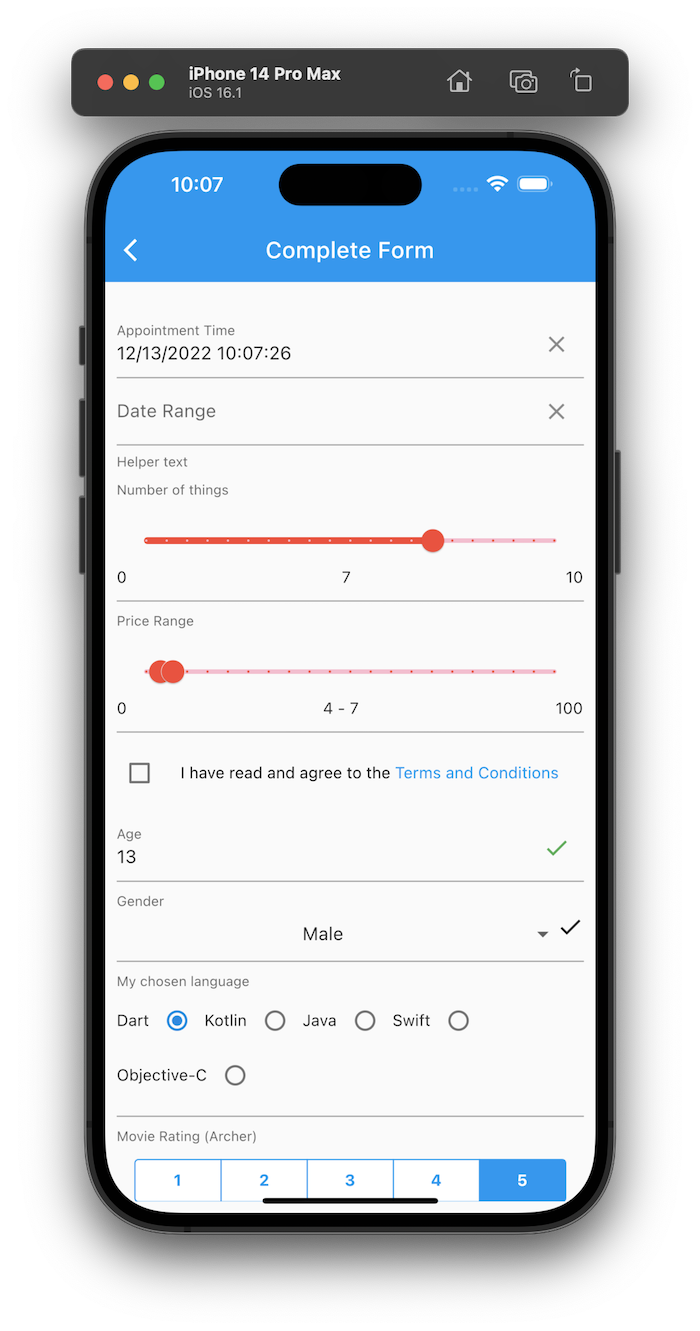 iPhone 14 Pro Max
iOS 16.1
10:07
Complete Form
Appointment Time
12/13/2022 10:07:26
Date Range
Helper text
Number of things
0 7 10
Price Range
0 4 - 7 100
I have read and agree to the Terms and Conditions
Age
13
Gender
Male
My chosen language
Dart Kotlin Java Swift
Objective-C
Movie Rating (Archer)
1 2 3 4 5